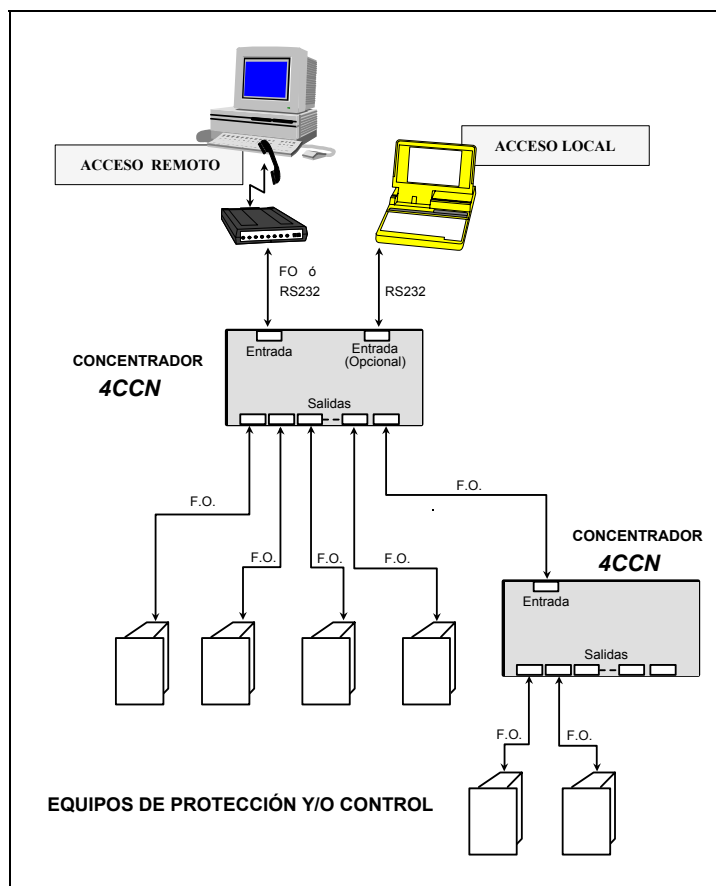 ACCESO REMOTO
ACCESO LOCAL
FO ó
RS232
RS232
CONCENTRADOR
4CCN
Entrada
Entrada
(Opcional)
Salidas
F.O.
F.O.
F.O.
F.O.
F.O.
CONCENTRADOR
4CCN
Entrada
Salidas
F.O.
F.O.
EQUIPOS DE PROTECCIÓN Y/O CONTROL